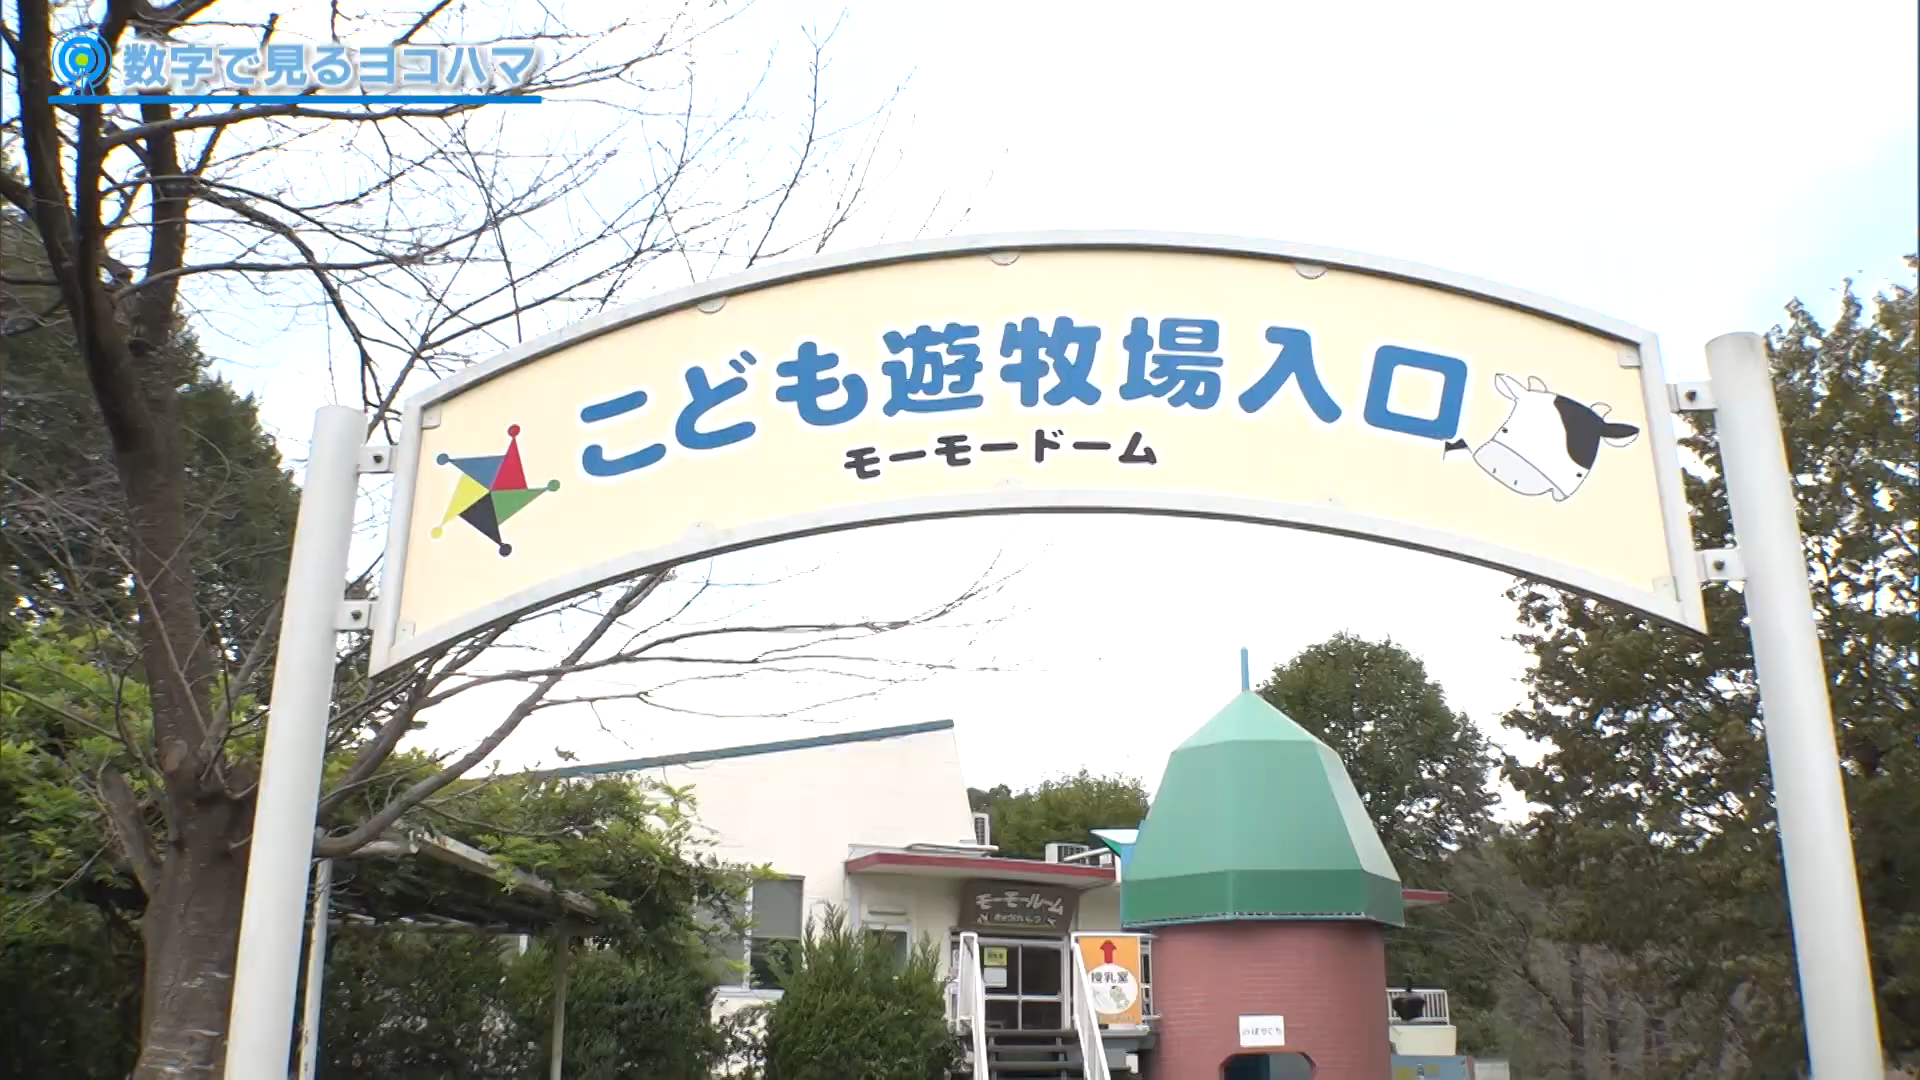 数字で見るヨコハマ
こども遊牧場入口
モーモードーム
モーモールーム
授乳室
のぼりぐち